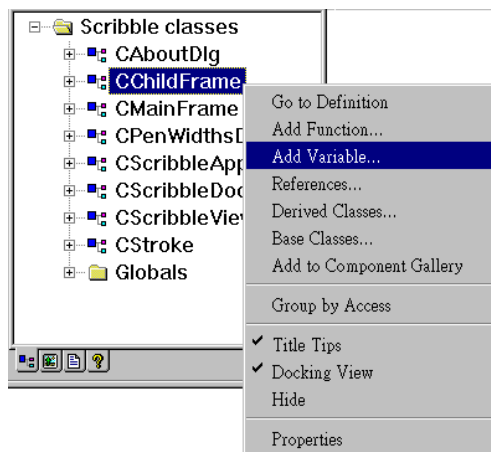 Scribble classes
CAboutDlg
CChildFrame
CMainFrame
CPenWidthsD
CScribbleApp
CScribbleDoc
CScribbleView
CStroke
Globals
Go to Definition
Add Function...
Add Variable...
References...
Derived Classes...
Base Classes...
Add to Component Gallery
Group by Access
Title Tips
Docking View
Hide
Properties